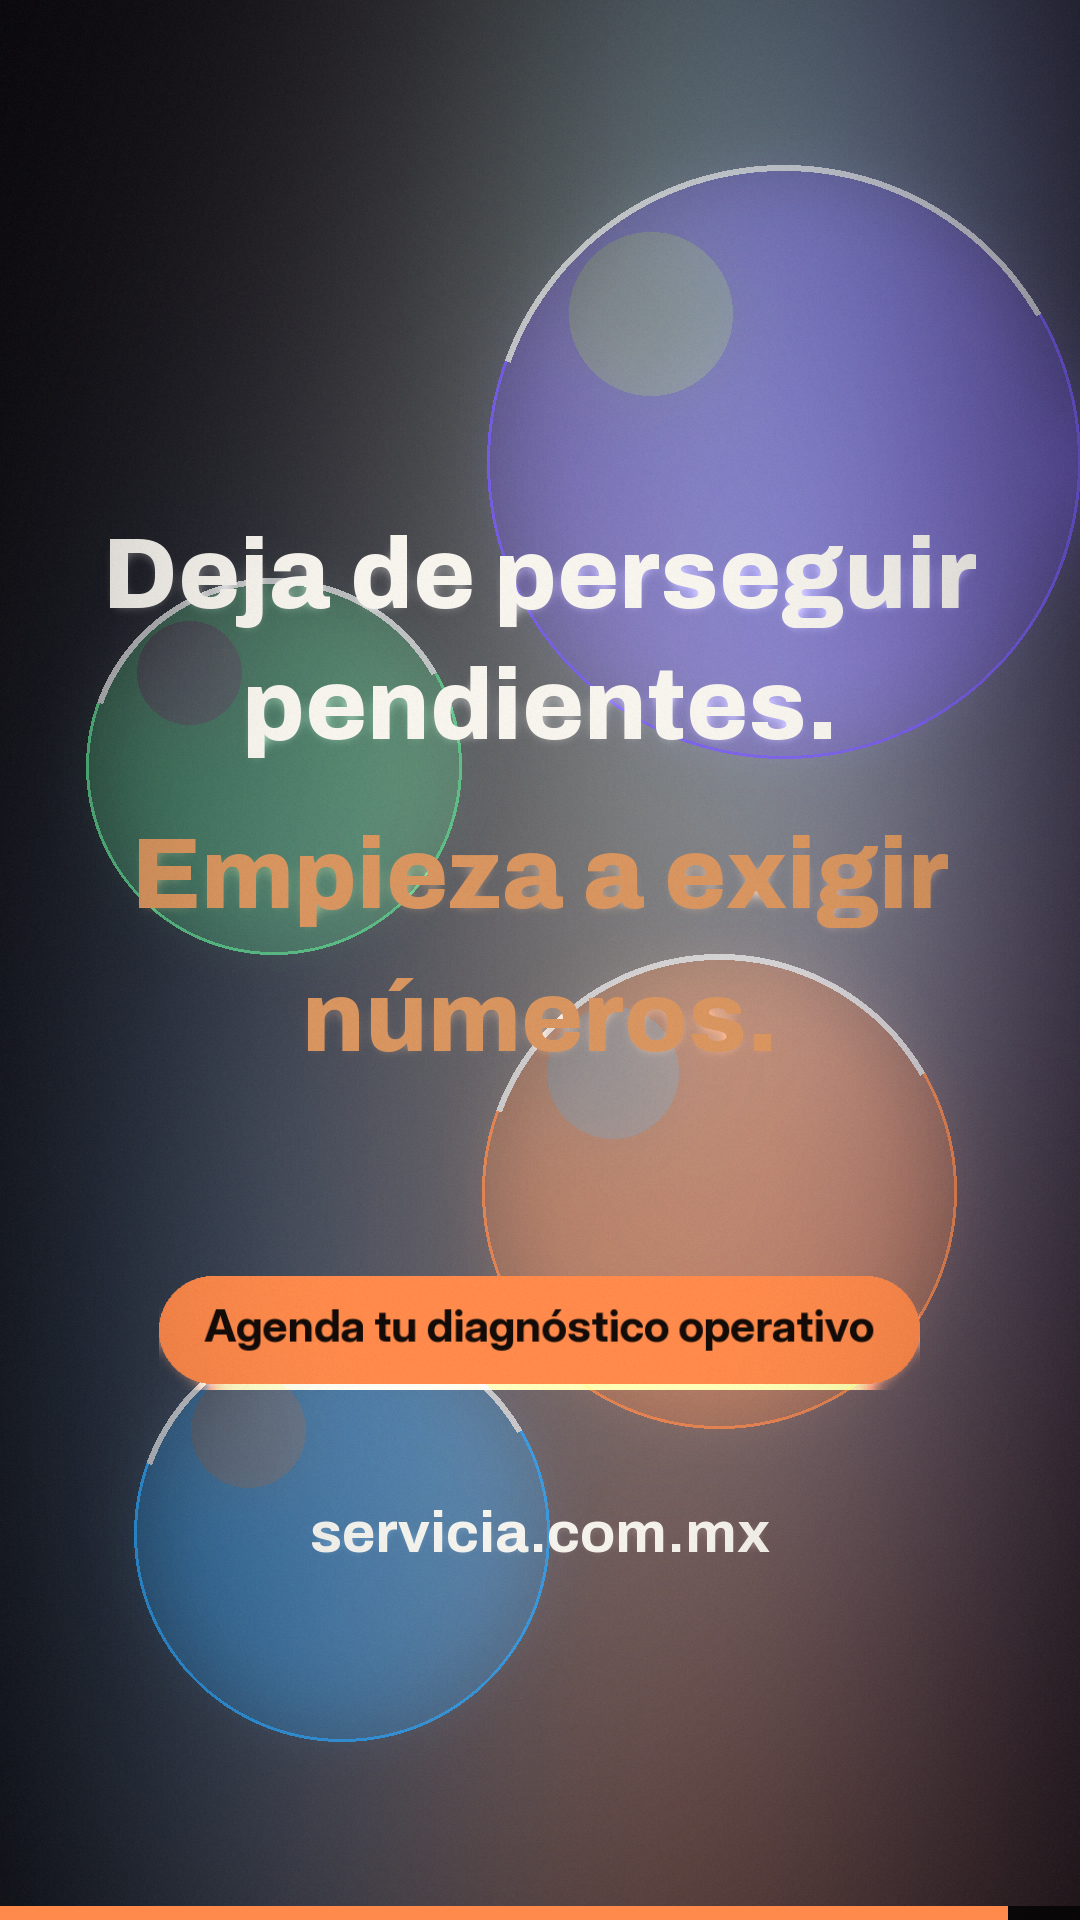 Deja de perseguir
pendientes.
Empieza a exigir
números.
Agenda tu diagnóstico operativo
servicia.com.mx